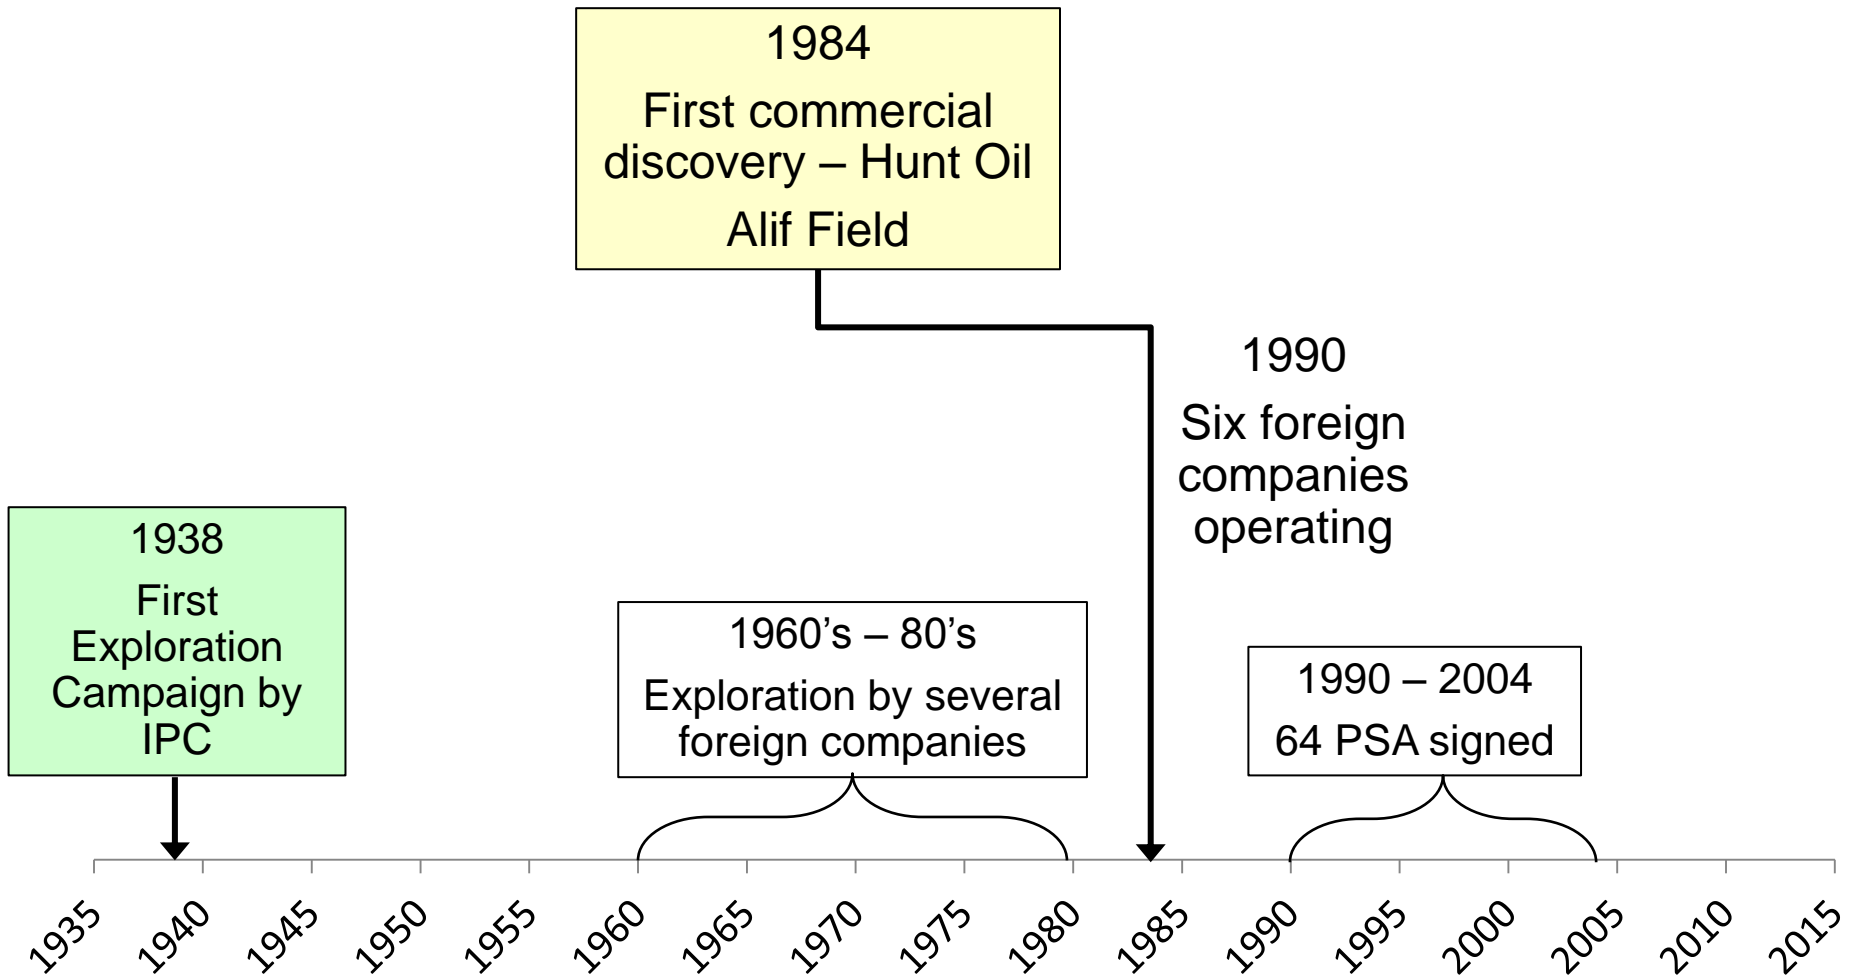 1984
First commercial
discovery – Hunt Oil
Alif Field
1990
Six foreign
companies
operating
1938
First
Exploration
Campaign by
IPC
1960’s – 80’s
Exploration by several
foreign companies
1990 – 2004
64 PSA signed
1935
1940
1945
1950
1955
1960
1965
1970
1975
1980
1985
1990
1995
2000
2005
2010
2015